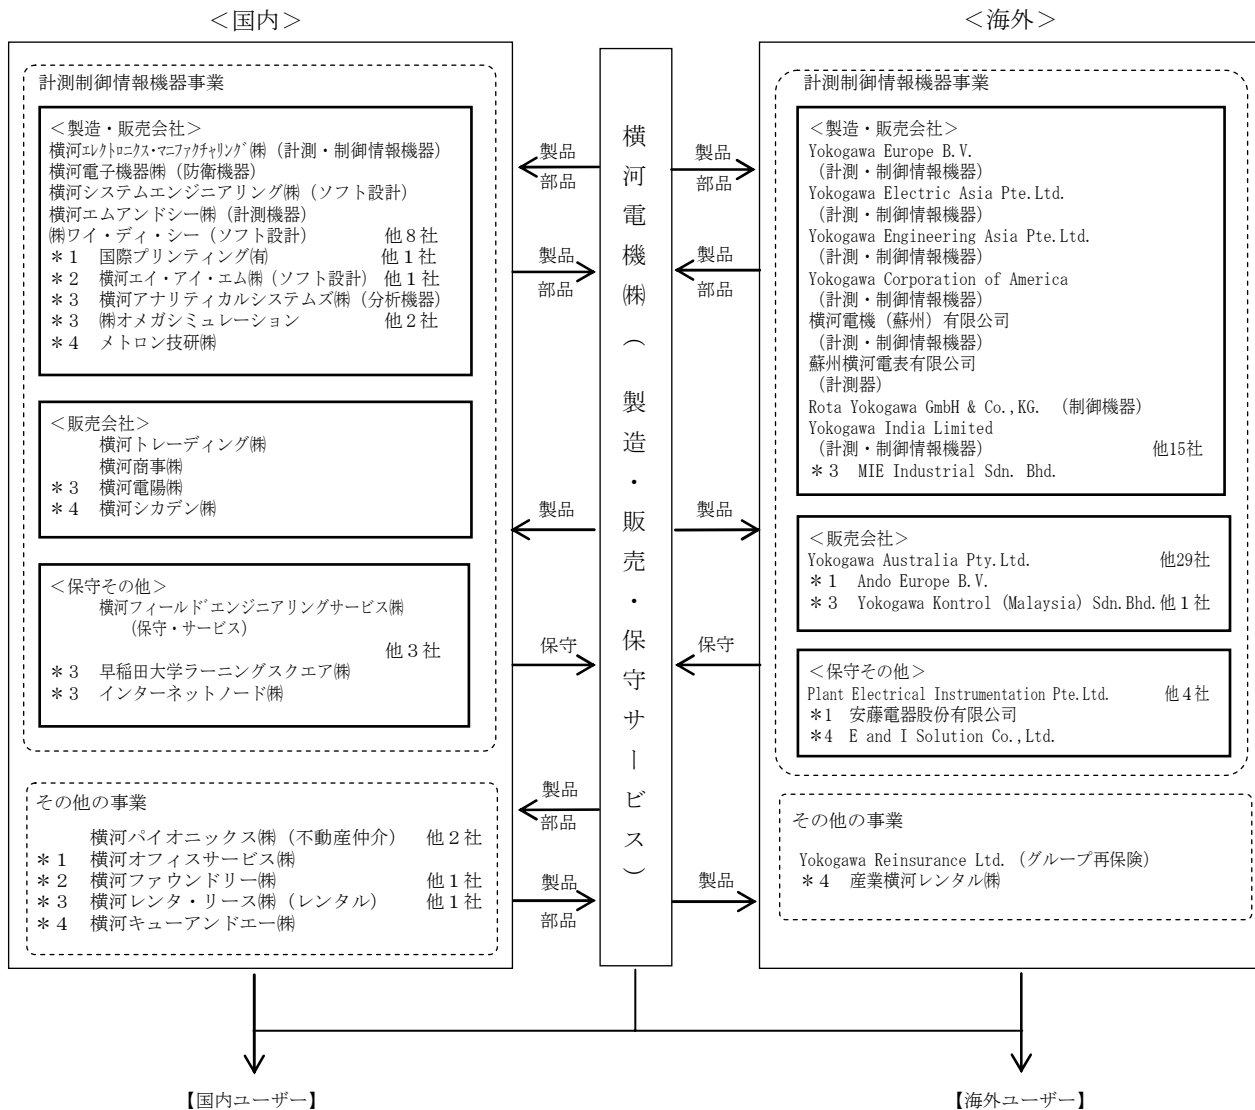 ＜国内＞
計測制御情報機器事業
＜製造・販売会社＞
横河ｴﾚｸﾄﾛﾆｸｽ・ﾏﾆﾌｧｸﾁｬﾘﾝｸﾞ㈱（計測・制御情報機器）
横河電子機器㈱（防衛機器）
横河システムエンジニアリング㈱（ソフト設計）
横河エムアンドシー㈱（計測機器）
㈱ワイ・ディ・シー（ソフト設計） 他８社
＊１ 国際プリンティング㈲ 他１社
＊２ 横河エイ・アイ・エム㈱（ソフト設計） 他１社
＊３ 横河アナリティカルシステムズ㈱（分析機器）
＊３ ㈱オメガシミュレーション 他２社
＊４ メトロン技研㈱
＜販売会社＞
横河トレーディング㈱
横河商事㈱
＊３ 横河電陽㈱
＊４ 横河シカデン㈱
＜保守その他＞
横河フィールドﾞエンジニアリングサービス㈱
（保守・サービス）
他３社
＊３ 早稲田大学ラーニングスクエア㈱
＊３ インターネットノード㈱
その他の事業
横河パイオニックス㈱（不動産仲介） 他２社
＊１ 横河オフィスサービス㈱
＊２ 横河ファウンドリー㈱ 他１社
＊３ 横河レンタ・リース㈱（レンタル） 他１社
＊４ 横河キューアンドエー㈱
製品
部品
製品
部品
製品
保守
製品
部品
製品
部品
横河電機㈱（製造・販売・保守サービス）
製品
部品
製品
部品
製品
保守
製品
＜海外＞
計測制御情報機器事業
＜製造・販売会社＞
Yokogawa Europe B.V.
（計測・制御情報機器）
Yokogawa Electric Asia Pte.Ltd.
（計測・制御情報機器）
Yokogawa Engineering Asia Pte.Ltd.
（計測・制御情報機器）
Yokogawa Corporation of America
（計測・制御情報機器）
横河電機（蘇州）有限公司
（計測・制御情報機器）
蘇州横河電表有限公司
（計測器）
Rota Yokogawa GmbH & Co.,KG. （制御機器）
Yokogawa India Limited
（計測・制御情報機器） 他15社
＊３ MIE Industrial Sdn. Bhd.
＜販売会社＞
Yokogawa Australia Pty.Ltd. 他29社
＊１ Ando Europe B.V.
＊３ Yokogawa Kontrol (Malaysia) Sdn.Bhd. 他１社
＜保守その他＞
Plant Electrical Instrumentation Pte.Ltd. 他４社
＊1 安藤電器股份有限公司
＊4 E and I Solution Co.,Ltd.
その他の事業
Yokogawa Reinsurance Ltd. (グループ再保険)
＊４ 産業横河レンタル㈱
【国内ユーザー】
【海外ユーザー】